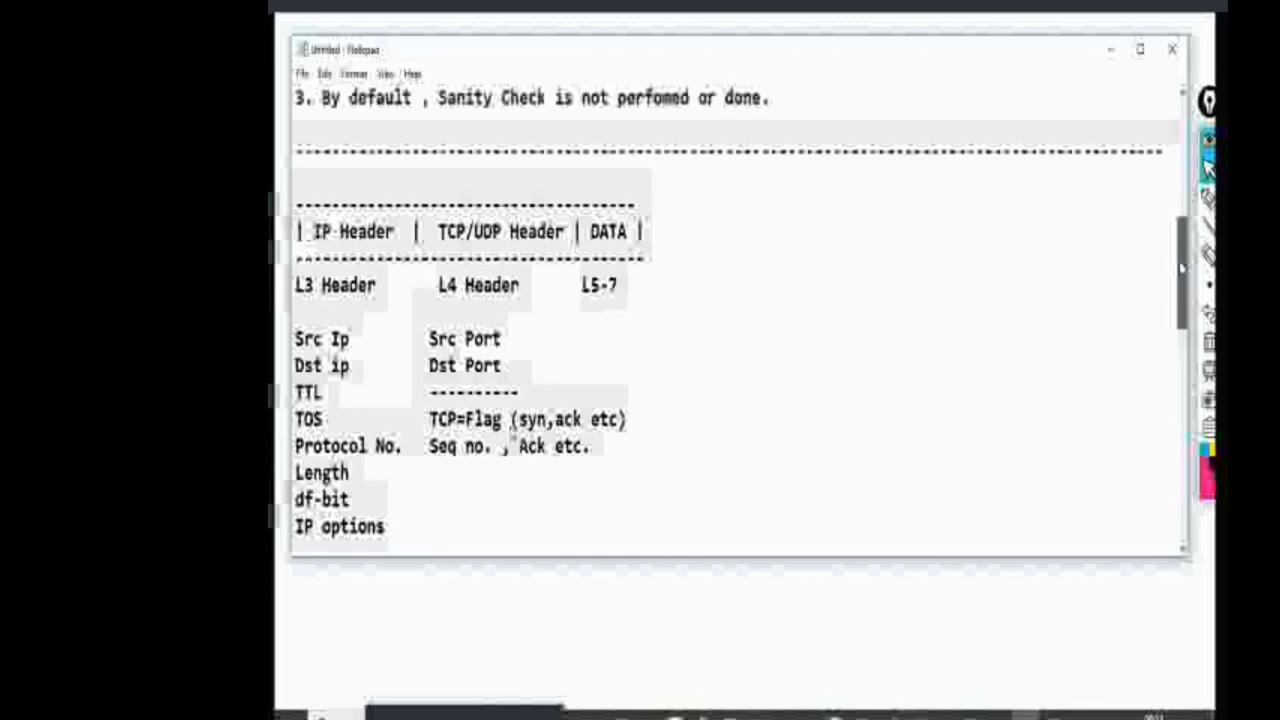 Untitled - Notepad
File Edit Format View Help
3. By default , Sanity Check is not perfomed or done.
-------------------------------------------------------------------------------------------------
--------------------------------------
| IP Header | TCP/UDP Header | DATA |
---------------------------------------
L3 Header L4 Header L5-7
Src Ip Src Port
Dst ip Dst Port
TTL ----------
TOS TCP=Flag (syn,ack etc)
Protocol No. Seq no. , Ack etc.
Length
df-bit
IP options